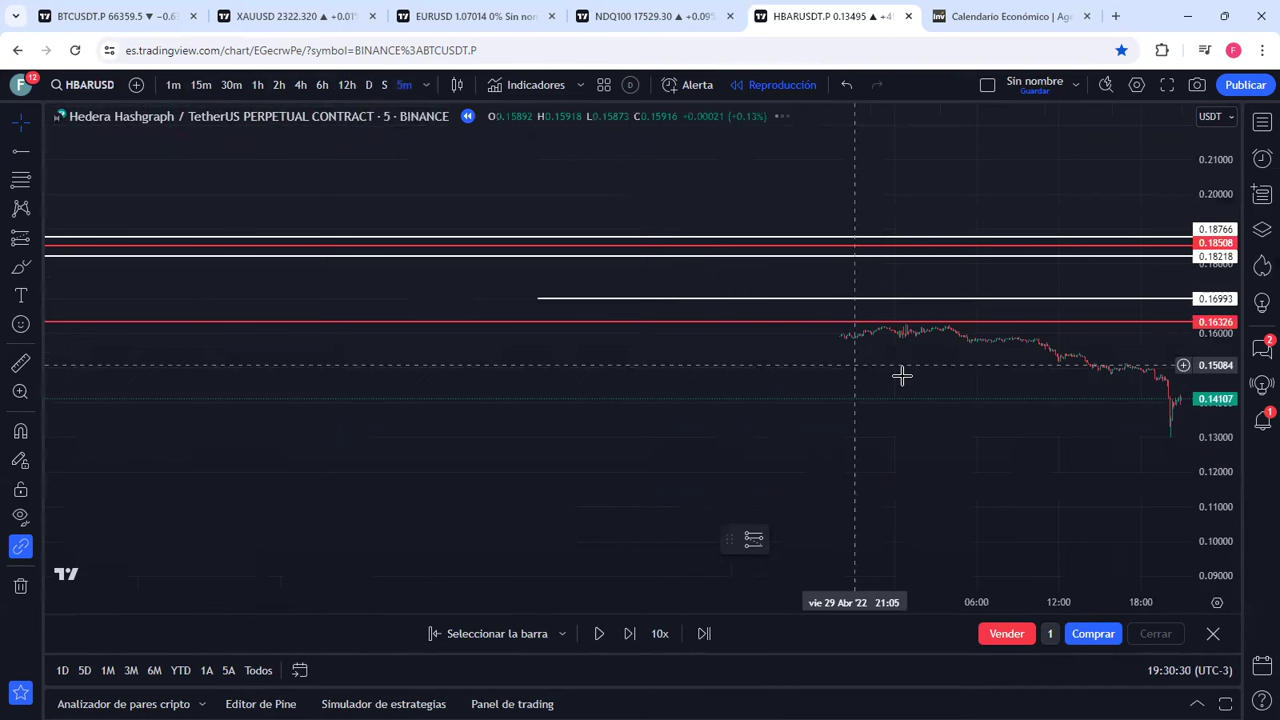 BTCUSDT.P 66359.5 ▼ −0.6
XAUUSD 2322.320 ▲ +0.01
EURUSD 1.07014 0% Sin nom
NDQ100 17529.30 ▲ +0.09
HBARUSDT.P 0.13495 ▲ +4
Calendario Económico | Ag
es.tradingview.com/chart/EGecrwPe/?symbol=BINANCE%3ABTCUSDT.P
F
F 12 HBARUSD 1m 15m 30m 1h 2h 4h 6h 12h D S 5m Indicadores D Alerta Reproducción Sin nombre Publicar
Guardar
Hedera Hashgraph / TetherUS PERPETUAL CONTRACT · 5 · BINANCE O0.15892 H0.15918 L0.15873 C0.15916 +0.00021 (+0.13%) USDT
0.21000
0.20000
0.18766
0.18508
0.18218
0.18000
0.16993
0.16326
0.16000
0.15084
0.14107
0.13000
0.12000
0.11000
0.10000
0.09000
2
1
vie 29 Abr '22 21:05 06:00 12:00 18:00
Seleccionar la barra 10x Vender 1 Comprar Cerrar
1D 5D 1M 3M 6M YTD 1A 5A Todos 19:30:30 (UTC-3)
Analizador de pares cripto Editor de Pine Simulador de estrategias Panel de trading